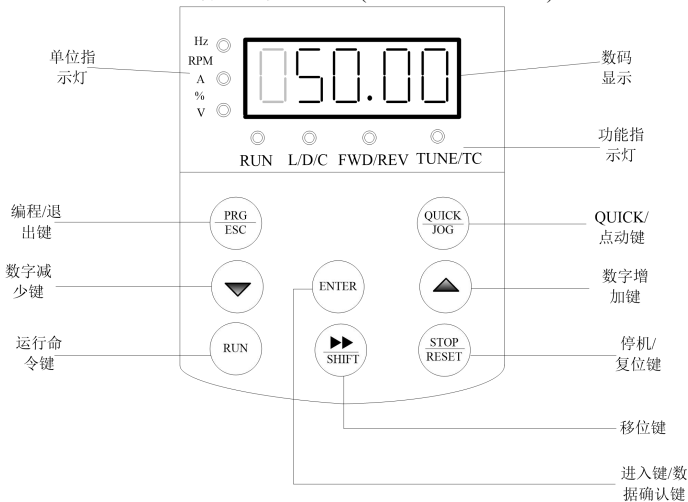 Hz
RPM
A
%
V
50.00
单位指
示灯
数码
显示
RUN L/D/C FWD/REV TUNE/TC
功能指
示灯
编程/退
出键
PRG
ESC
QUICK
JOG
QUICK/
点动键
数字减
少键
ENTER
数字增
加键
运行命
令键
RUN
SHIFT
STOP
RESET
停机/
复位键
移位键
进入键/数
据确认键